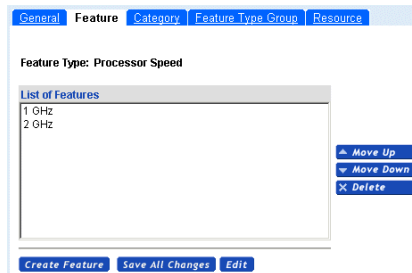 General Feature Category Feature Type Group Resource
Feature Type: Processor Speed
List of Features
1 GHz
2 GHz
Move Up
Move Down
Delete
Create Feature Save All Changes Edit